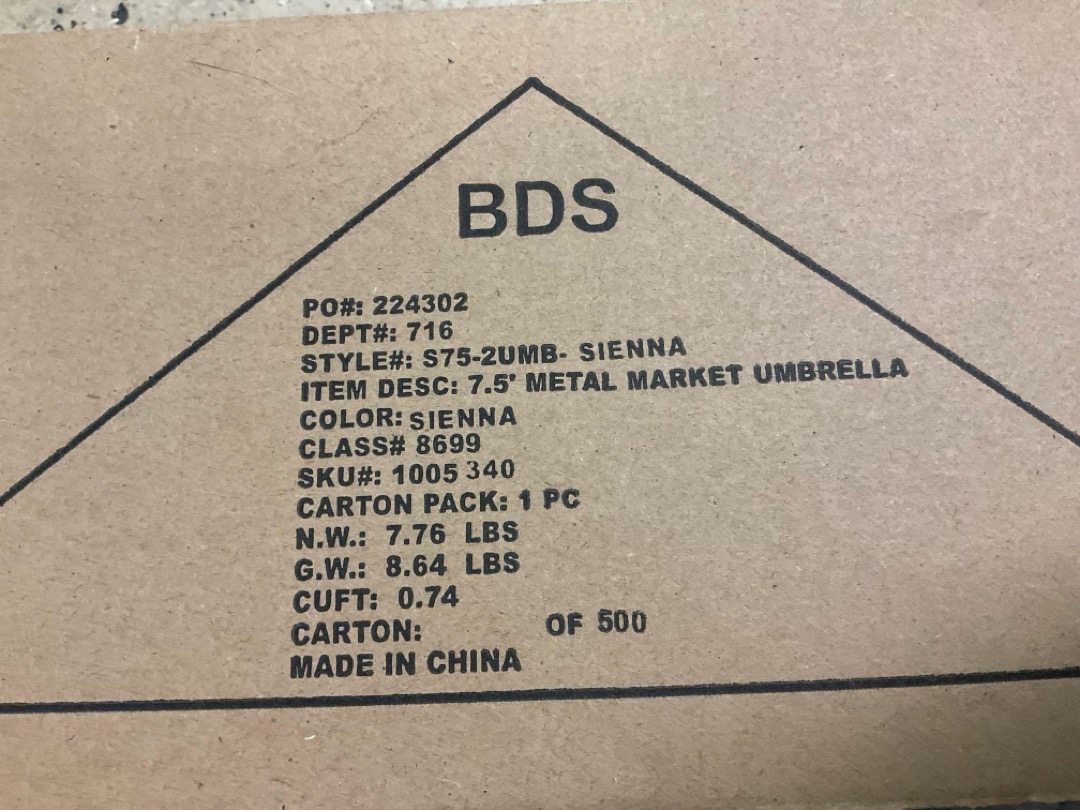 BDS
PO#: 224302
DEPT#: 716
STYLE#: S75-2UMB- SIENNA
ITEM DESC: 7.5' METAL MARKET UMBRELLA
COLOR: SIENNA
CLASS# 8699
SKU#: 1005340
CARTON PACK: 1 PC
N.W.: 7.76 LBS
G.W.: 8.64 LBS
CUFT: 0.74
CARTON: OF 500
MADE IN CHINA